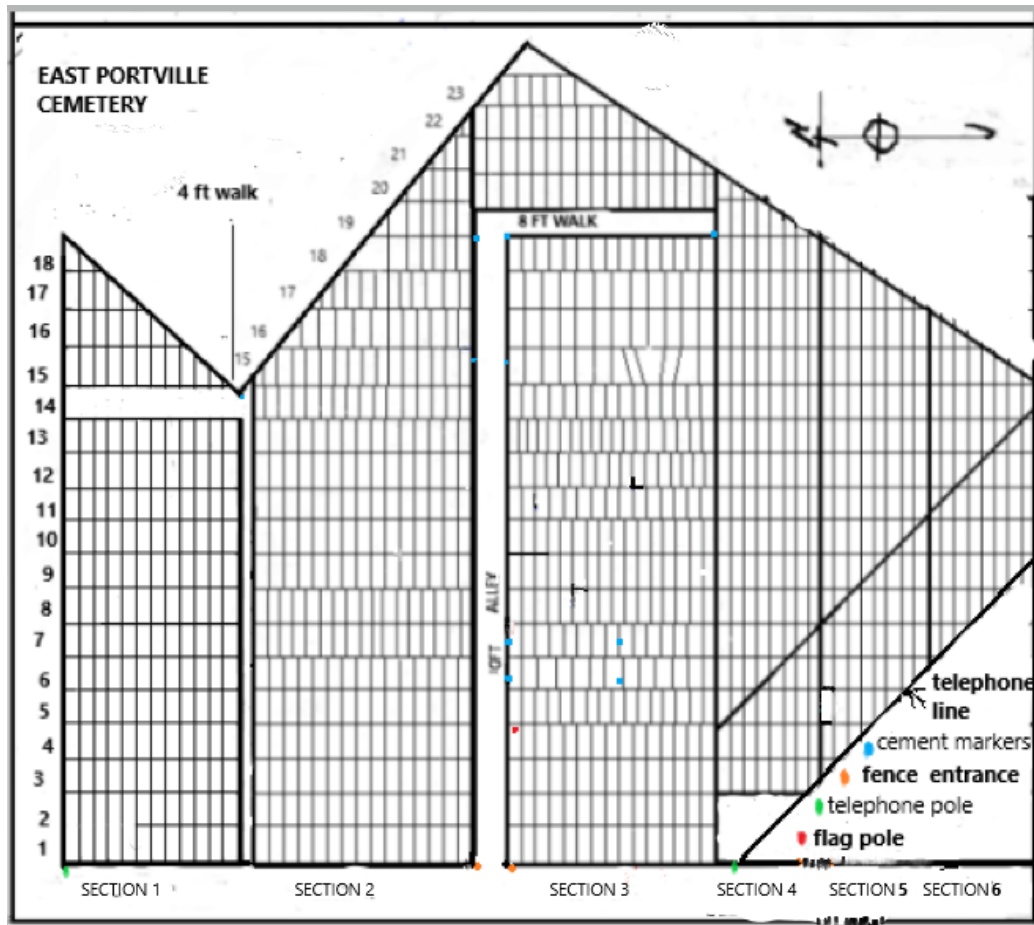 EAST PORTVILLE
CEMETERY
4 ft walk
23
22
21
20
19
18
17
16
15
8 FT WALK
18
17
16
15
14
13
12
11
10
9
8
7
6
5
4
3
2
1
10FT ALLEY
telephone
line
cement markers
fence entrance
telephone pole
flag pole
SECTION 1
SECTION 2
SECTION 3
SECTION 4
SECTION 5
SECTION 6